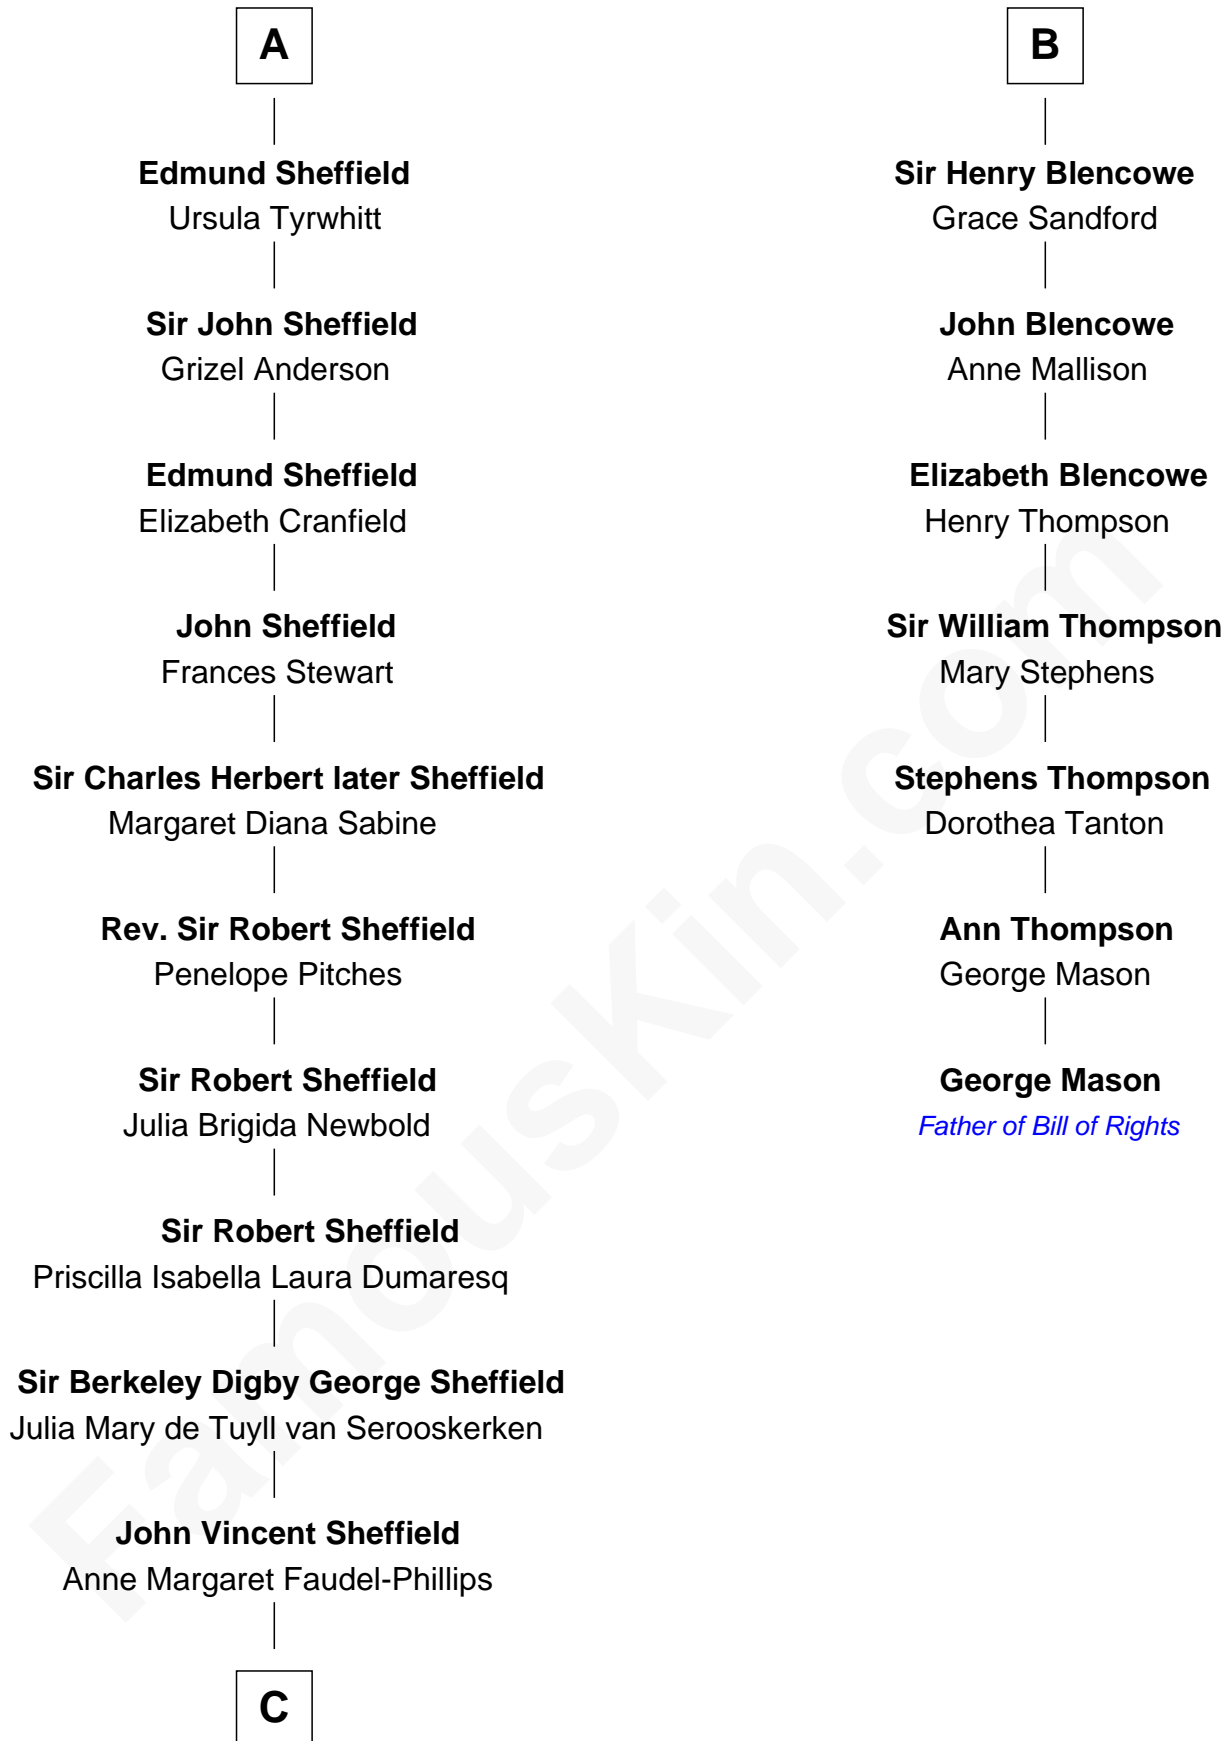 A
Edmund Sheffield
Ursula Tyrwhitt
Sir John Sheffield
Grizel Anderson
Edmund Sheffield
Elizabeth Cranfield
John Sheffield
Frances Stewart
Sir Charles Herbert later Sheffield
Margaret Diana Sabine
Rev. Sir Robert Sheffield
Penelope Pitches
Sir Robert Sheffield
Julia Brigida Newbold
Sir Robert Sheffield
Priscilla Isabella Laura Dumaresq
Sir Berkeley Digby George Sheffield
Julia Mary de Tuyll van Serooskerken
John Vincent Sheffield
Anne Margaret Faudel-Phillips
C
B
Sir Henry Blencowe
Grace Sandford
John Blencowe
Anne Mallison
Elizabeth Blencowe
Henry Thompson
Sir William Thompson
Mary Stephens
Stephens Thompson
Dorothea Tanton
Ann Thompson
George Mason
George Mason
Father of Bill of Rights
FamousKin.com